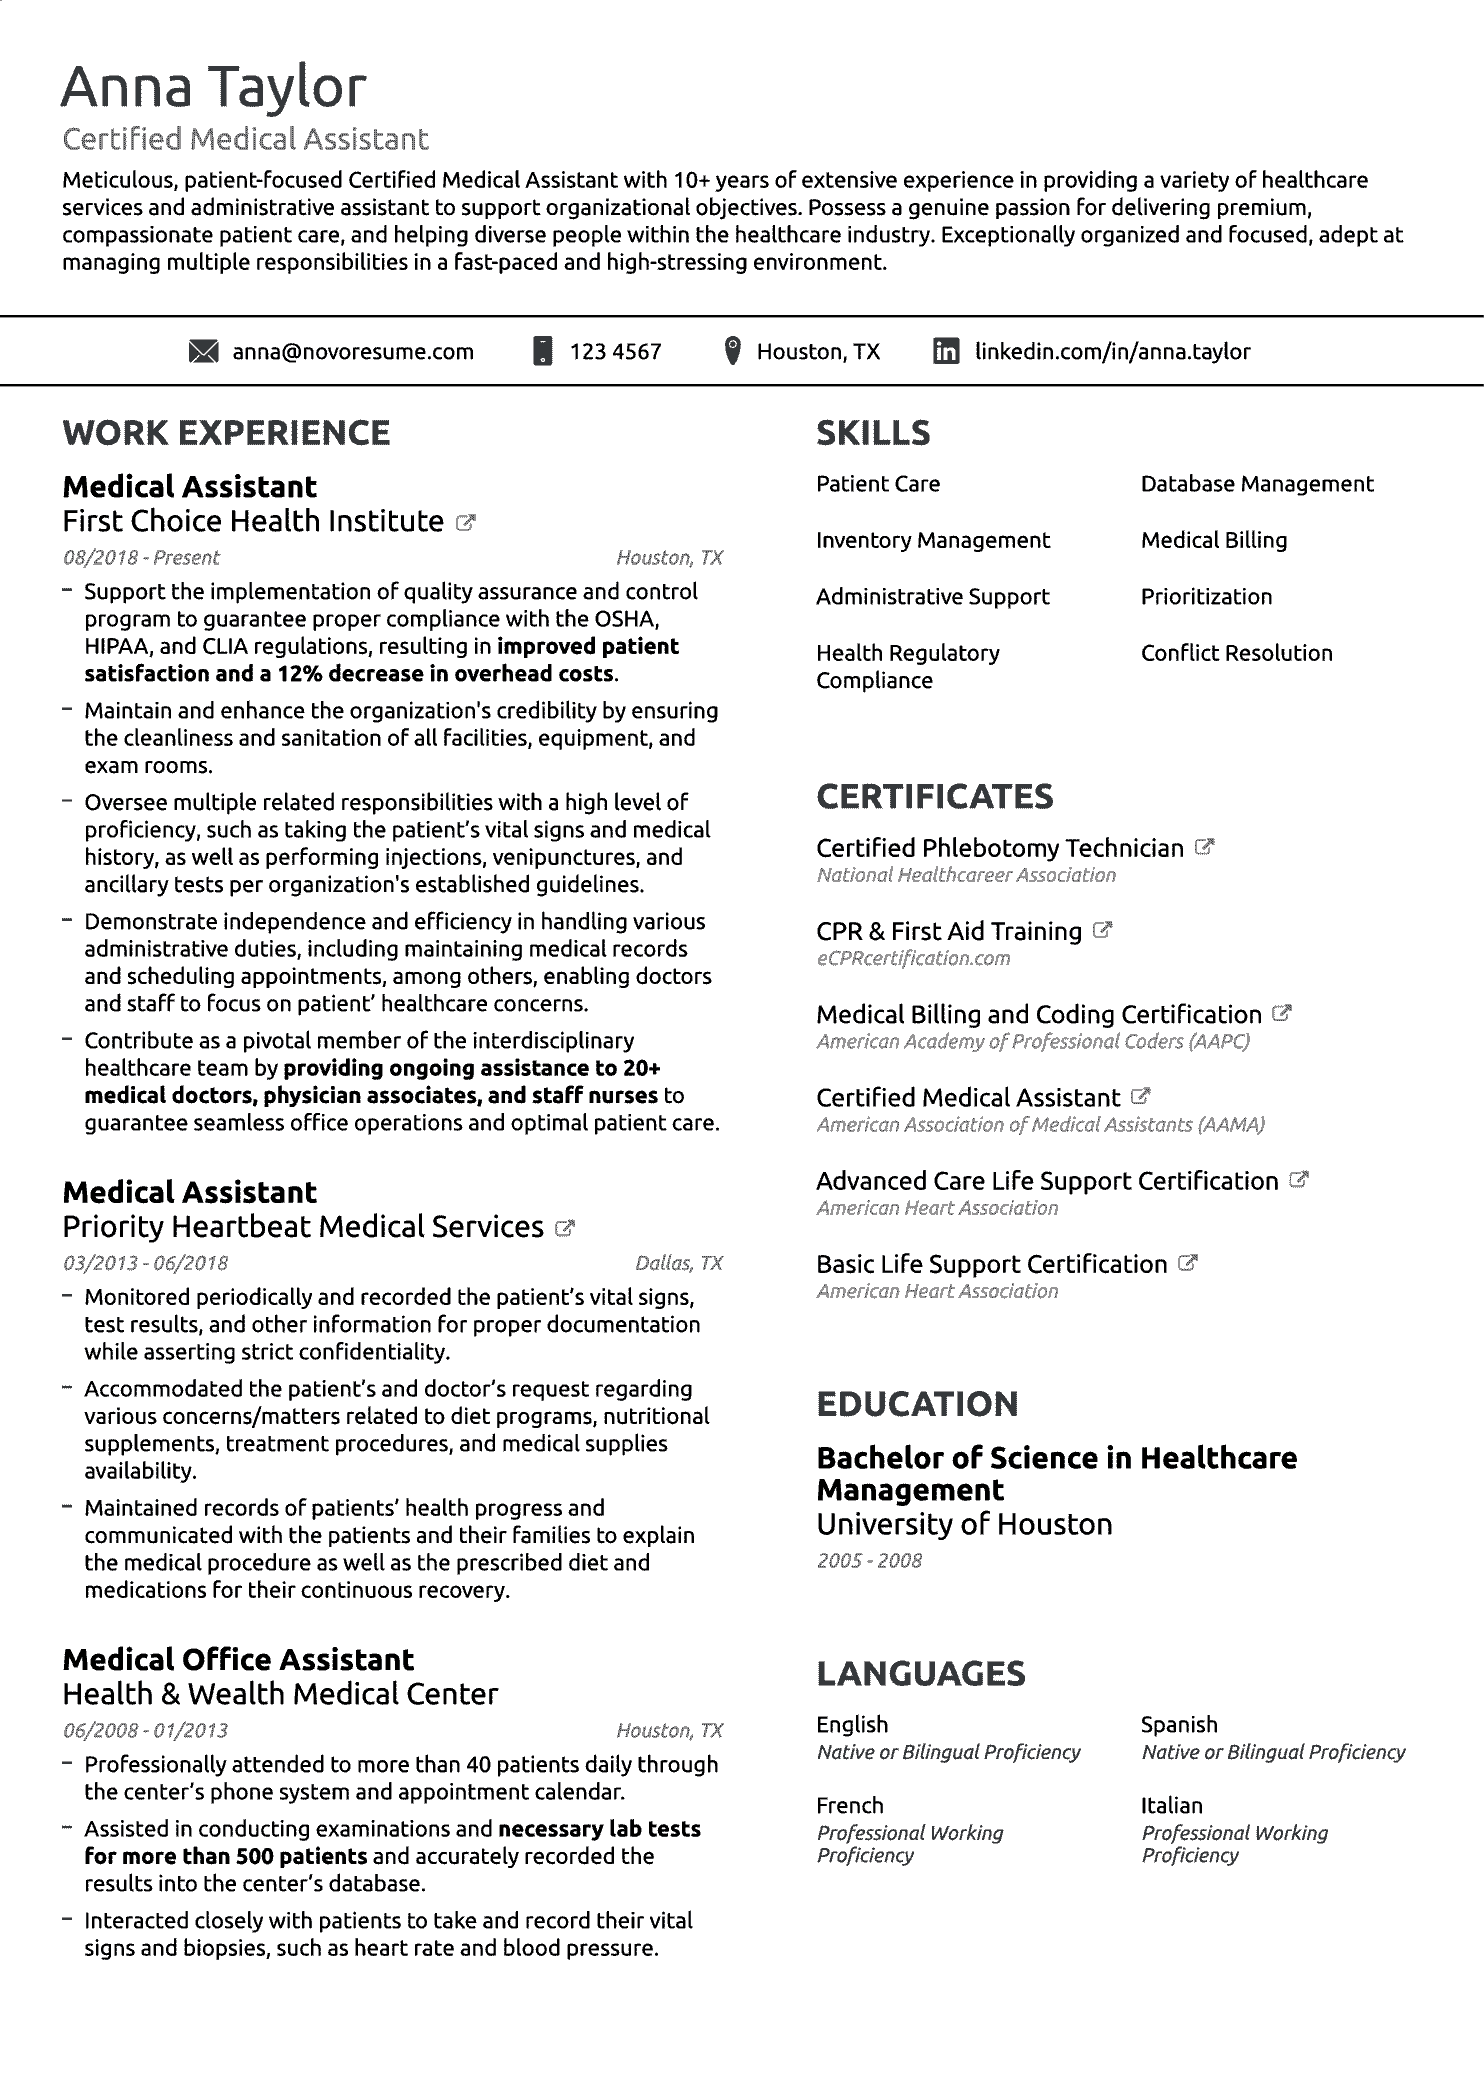 Anna Taylor
Certified Medical Assistant
Meticulous, patient-focused Certified Medical Assistant with 10+ years of extensive experience in providing a variety of healthcare
services and administrative assistant to support organizational objectives. Possess a genuine passion for delivering premium,
compassionate patient care, and helping diverse people within the healthcare industry. Exceptionally organized and focused, adept at
managing multiple responsibilities in a fast-paced and high-stressing environment.
anna@novoresume.com 123 4567 Houston, TX linkedin.com/in/anna.taylor
WORK EXPERIENCE
Medical Assistant
First Choice Health Institute
08/2018 - Present Houston, TX
– Support the implementation of quality assurance and control
program to guarantee proper compliance with the OSHA,
HIPAA, and CLIA regulations, resulting in improved patient
satisfaction and a 12% decrease in overhead costs.
– Maintain and enhance the organization's credibility by ensuring
the cleanliness and sanitation of all facilities, equipment, and
exam rooms.
– Oversee multiple related responsibilities with a high level of
proficiency, such as taking the patient’s vital signs and medical
history, as well as performing injections, venipunctures, and
ancillary tests per organization's established guidelines.
– Demonstrate independence and efficiency in handling various
administrative duties, including maintaining medical records
and scheduling appointments, among others, enabling doctors
and staff to focus on patient’ healthcare concerns.
– Contribute as a pivotal member of the interdisciplinary
healthcare team by providing ongoing assistance to 20+
medical doctors, physician associates, and staff nurses to
guarantee seamless office operations and optimal patient care.
Medical Assistant
Priority Heartbeat Medical Services
03/2013 - 06/2018 Dallas, TX
– Monitored periodically and recorded the patient’s vital signs,
test results, and other information for proper documentation
while asserting strict confidentiality.
– Accommodated the patient’s and doctor’s request regarding
various concerns/matters related to diet programs, nutritional
supplements, treatment procedures, and medical supplies
availability.
– Maintained records of patients’ health progress and
communicated with the patients and their families to explain
the medical procedure as well as the prescribed diet and
medications for their continuous recovery.
Medical Office Assistant
Health & Wealth Medical Center
06/2008 - 01/2013 Houston, TX
– Professionally attended to more than 40 patients daily through
the center’s phone system and appointment calendar.
– Assisted in conducting examinations and necessary lab tests
for more than 500 patients and accurately recorded the
results into the center’s database.
– Interacted closely with patients to take and record their vital
signs and biopsies, such as heart rate and blood pressure.
SKILLS
Patient Care Database Management
Inventory Management Medical Billing
Administrative Support Prioritization
Health Regulatory Conflict Resolution
Compliance
CERTIFICATES
Certified Phlebotomy Technician
National Healthcareer Association
CPR & First Aid Training
eCPRcertification.com
Medical Billing and Coding Certification
American Academy of Professional Coders (AAPC)
Certified Medical Assistant
American Association of Medical Assistants (AAMA)
Advanced Care Life Support Certification
American Heart Association
Basic Life Support Certification
American Heart Association
EDUCATION
Bachelor of Science in Healthcare
Management
University of Houston
2005 - 2008
LANGUAGES
English Spanish
Native or Bilingual Proficiency Native or Bilingual Proficiency
French Italian
Professional Working Professional Working
Proficiency Proficiency